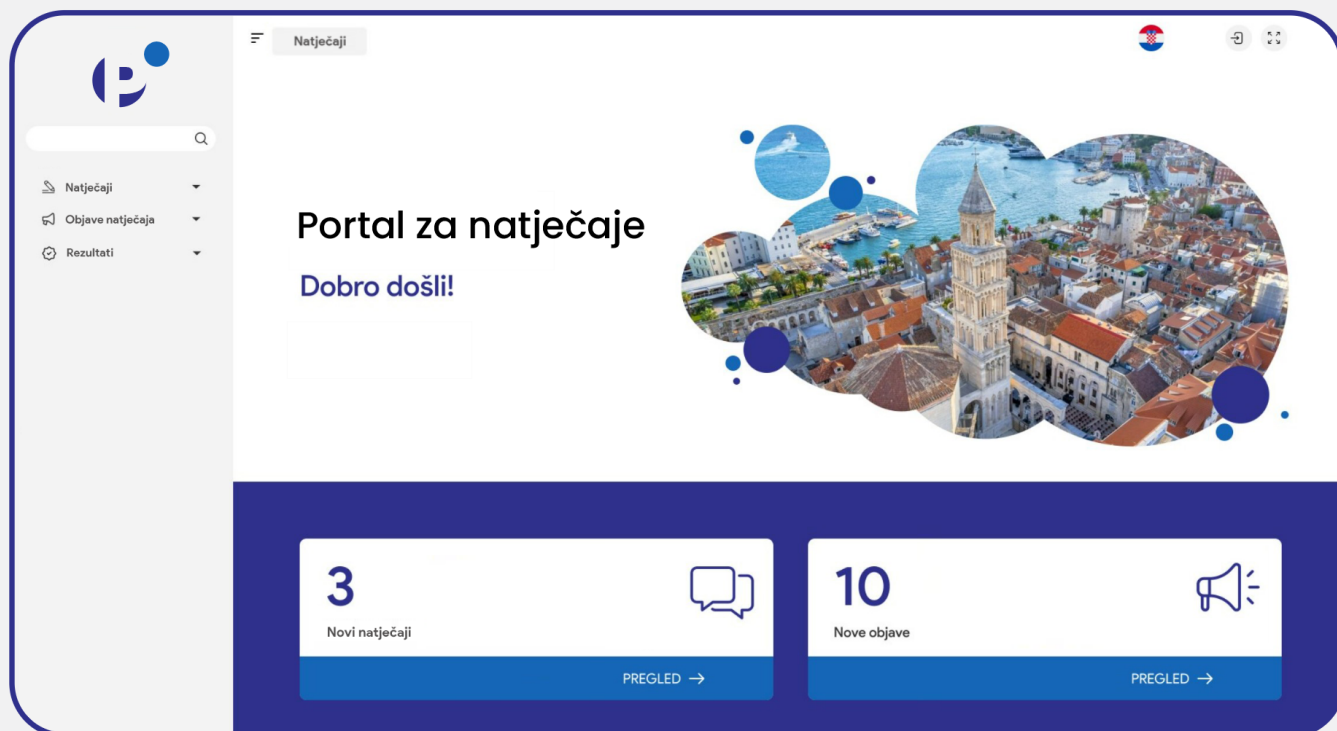 Natječaji
Natječaji
Objave natječaja
Rezultati
Portal za natječaje
Dobro došli!
3
Novi natječaji
PREGLED →
10
Nove objave
PREGLED →